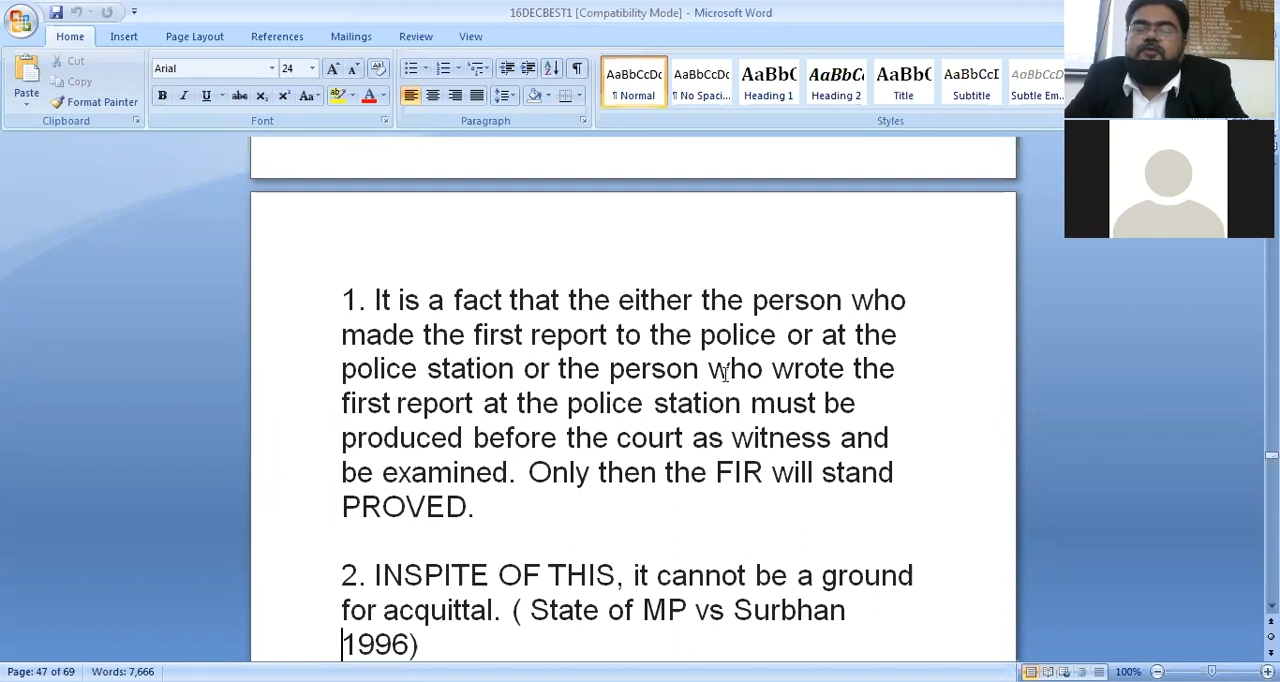 16DECBEST1 [Compatibility Mode] - Microsoft Word
Home Insert Page Layout References Mailings Review View
Paste
Cut
Copy
Format Painter
Clipboard
Arial 24
B I U abc X₂ X² Aa
Font
Paragraph
AaBbCcDc AaBbCcDc AaBbC AaBbCc AaBbC AaBbCcI AaBbCcD
¶ Normal ¶ No Spaci... Heading 1 Heading 2 Title Subtitle Subtle Em...
Styles
1. It is a fact that the either the person who
made the first report to the police or at the
police station or the person who wrote the
first report at the police station must be
produced before the court as witness and
be examined. Only then the FIR will stand
PROVED.
2. INSPITE OF THIS, it cannot be a ground
for acquittal. ( State of MP vs Surbhan
1996)
Page: 47 of 69 Words: 7,666 100%